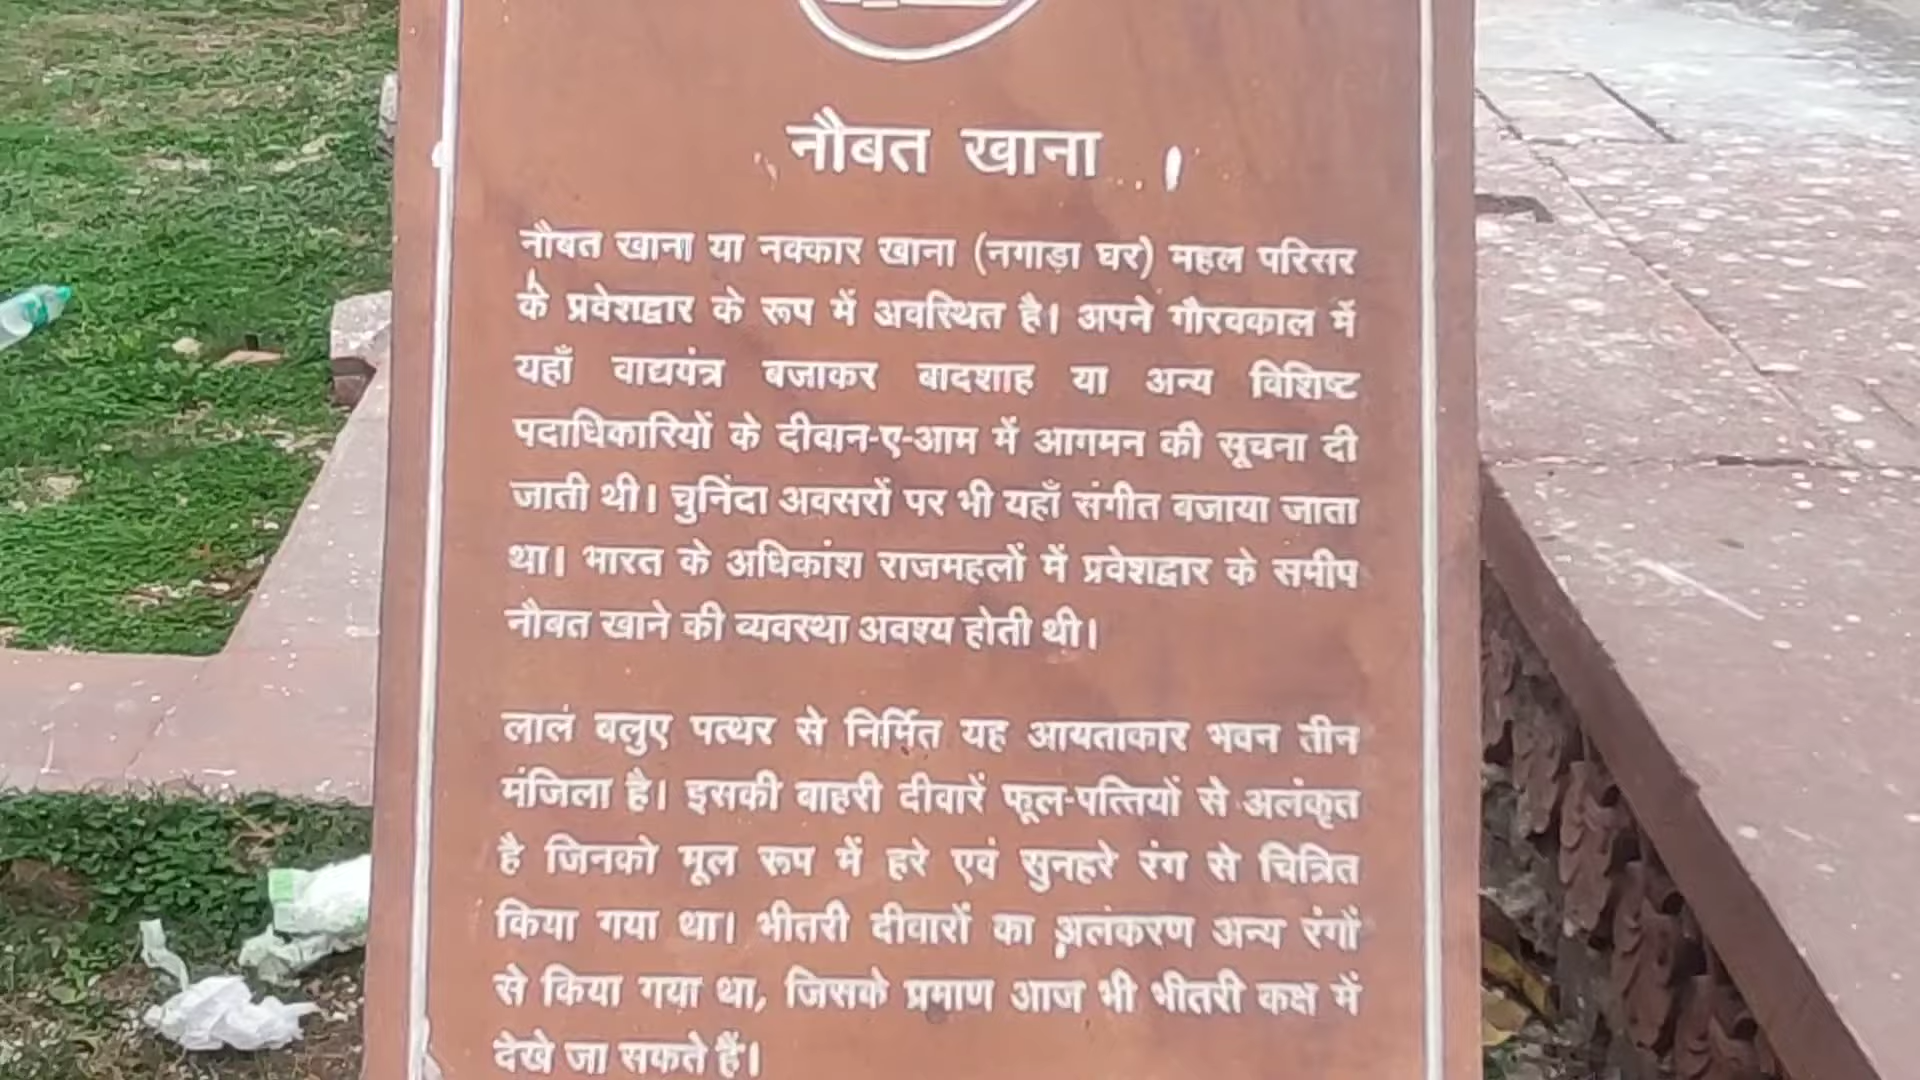 नौबत खाना
नौबत खाना या नक्कार खाना (नगाड़ा घर) महल परिसर
के प्रवेशद्वार के रूप में अवस्थित है। अपने गौरवकाल में
यहाँ वाद्ययंत्र बजाकर बादशाह या अन्य विशिष्ट
पदाधिकारियों के दीवान-ए-आम में आगमन की सूचना दी
जाती थी। चुनिंदा अवसरों पर भी यहाँ संगीत बजाया जाता
था। भारत के अधिकांश राजमहलों में प्रवेशद्वार के समीप
नौबत खाने की व्यवस्था अवश्य होती थी।
लाल बलुए पत्थर से निर्मित यह आयताकार भवन तीन
मंजिला है। इसकी बाहरी दीवारें फूल-पत्तियों से अलंकृत
है जिनको मूल रूप में हरे एवं सुनहरे रंग से चित्रित
किया गया था। भीतरी दीवारों का अलंकरण अन्य रंगों
से किया गया था, जिसके प्रमाण आज भी भीतरी कक्ष में
देखे जा सकते हैं।